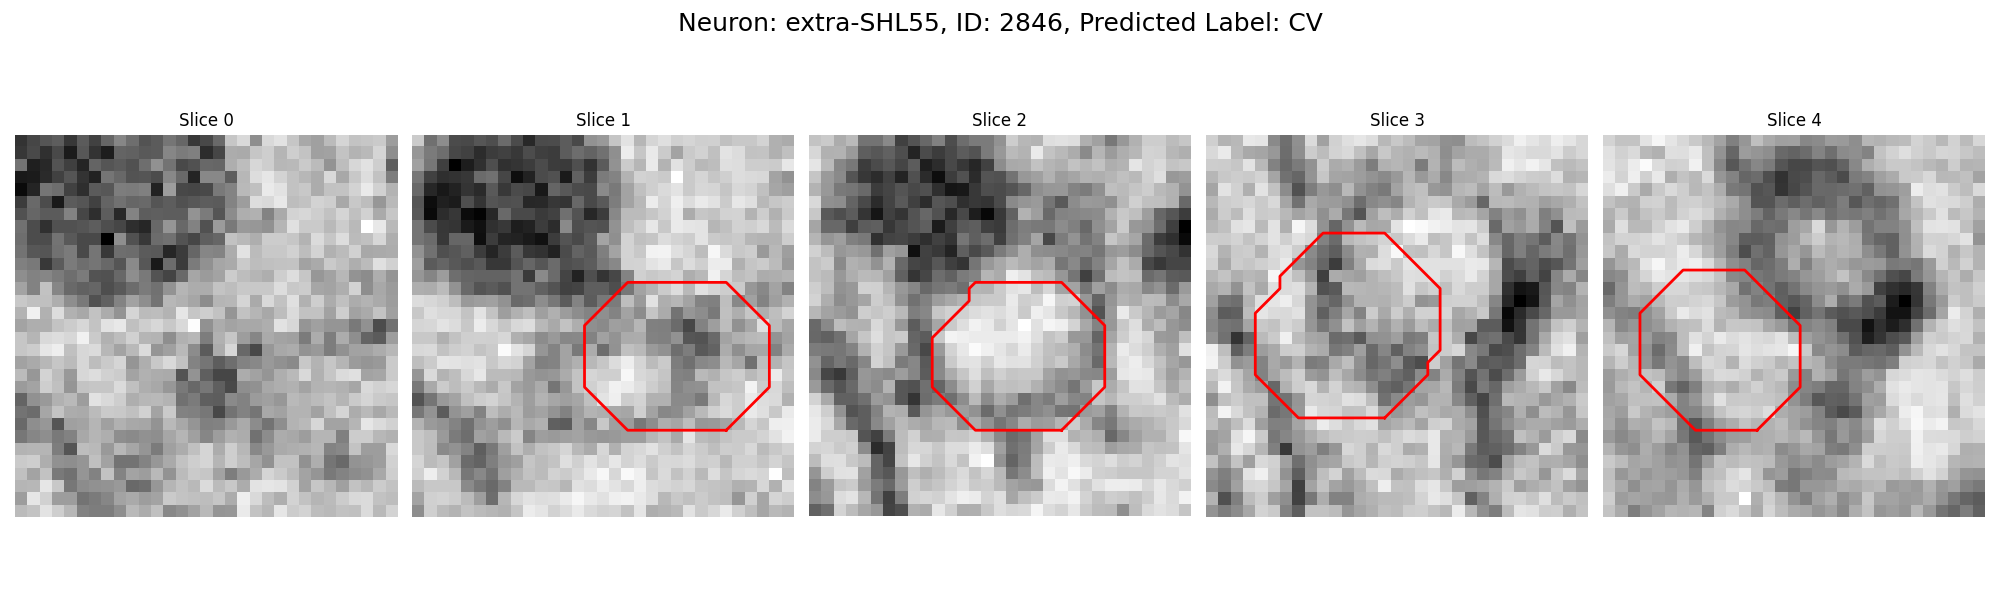 Neuron: extra-SHL55, ID: 2846, Predicted Label: CV
Slice 0
Slice 1
Slice 2
Slice 3
Slice 4